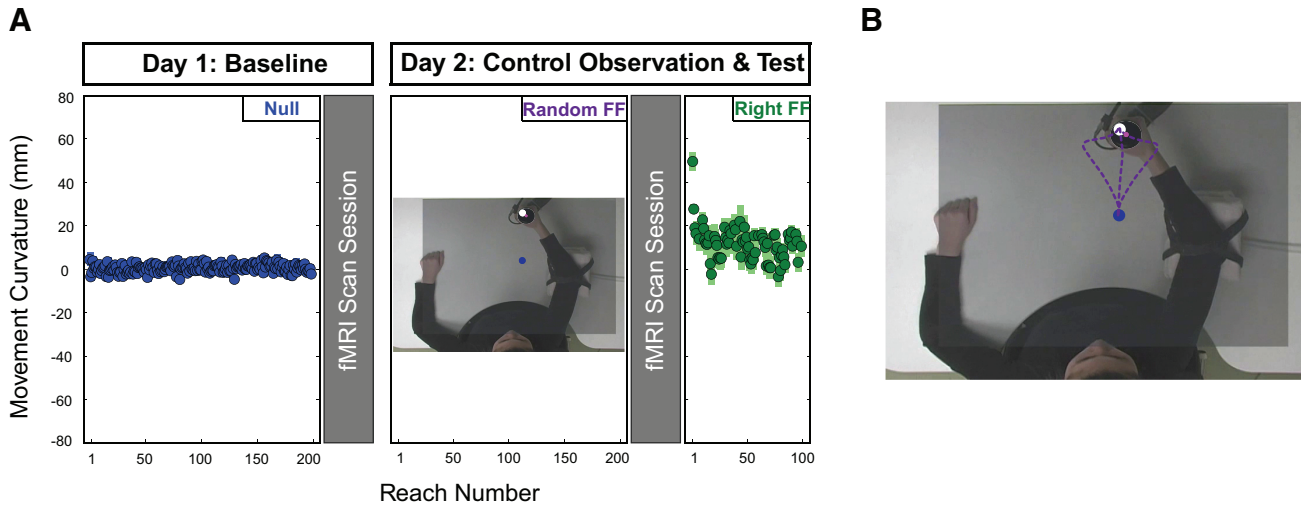 A
B
Day 1: Baseline
Day 2: Control Observation & Test
Null
Random FF
Right FF
Movement Curvature (mm)
80
60
40
20
0
-20
-40
-60
-80
fMRI Scan Session
fMRI Scan Session
1 50 100 150 200
1 50 100 150 200
1 50 100
Reach Number